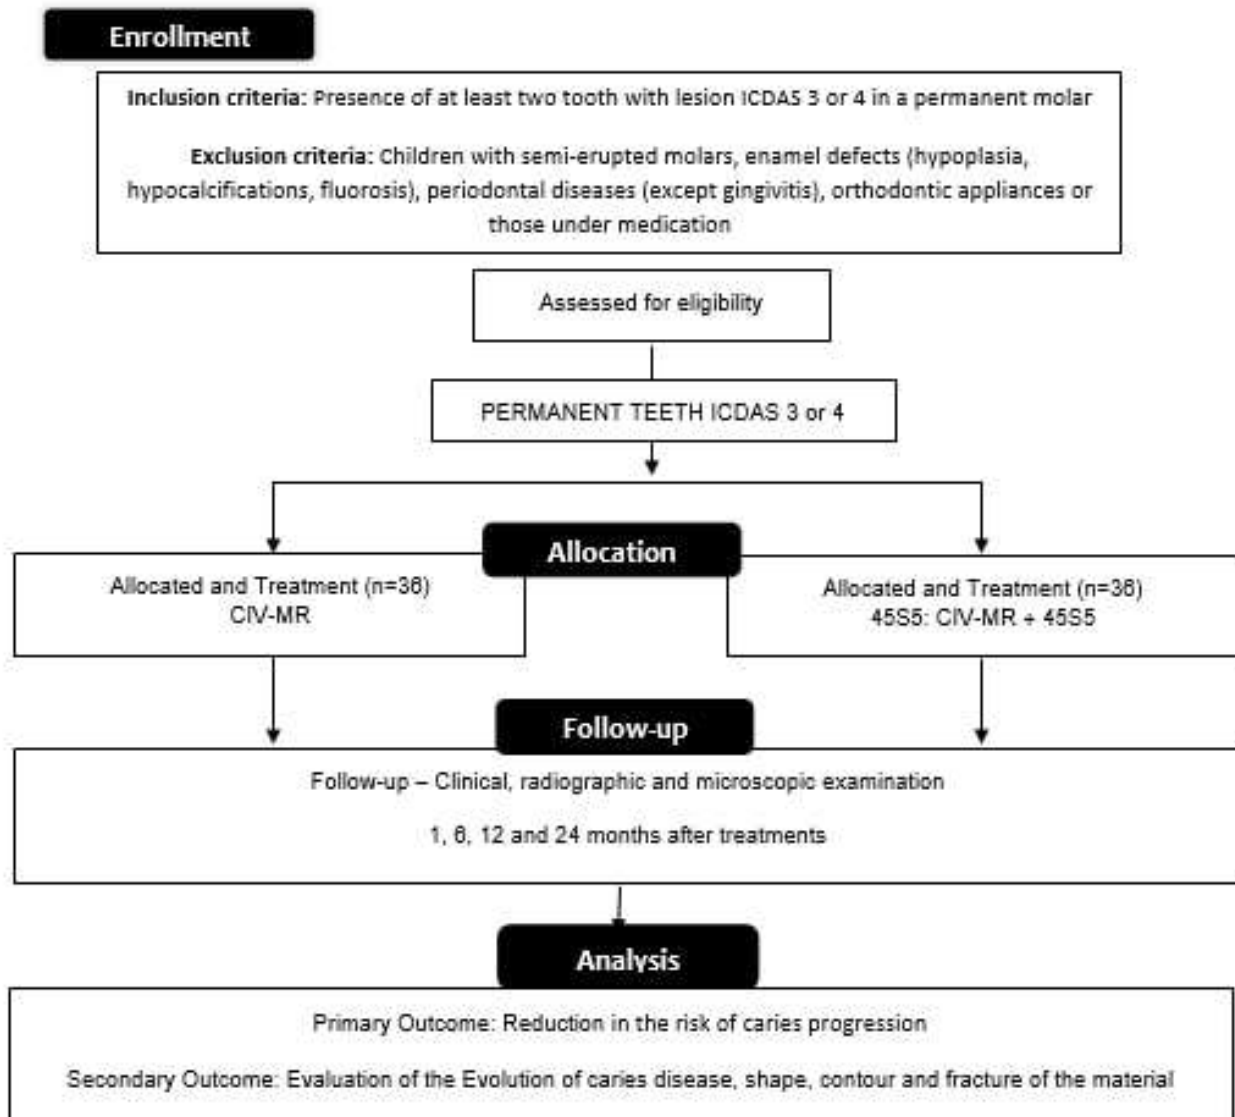 Enrollment
Inclusion criteria: Presence of at least two tooth with lesion ICDAS 3 or 4 in a permanent molar
Exclusion criteria: Children with semi-erupted molars, enamel defects (hypoplasia,
hypocalcifications, fluorosis), periodontal diseases (except gingivitis), orthodontic appliances or
those under medication
Assessed for eligibility
PERMANENT TEETH ICDAS 3 or 4
Allocation
Allocated and Treatment (n=36)
CIV-MR
Allocated and Treatment (n=36)
45S5: CIV-MR + 45S5
Follow-up
Follow-up – Clinical, radiographic and microscopic examination
1, 6, 12 and 24 months after treatments
Analysis
Primary Outcome: Reduction in the risk of caries progression
Secondary Outcome: Evaluation of the Evolution of caries disease, shape, contour and fracture of the material